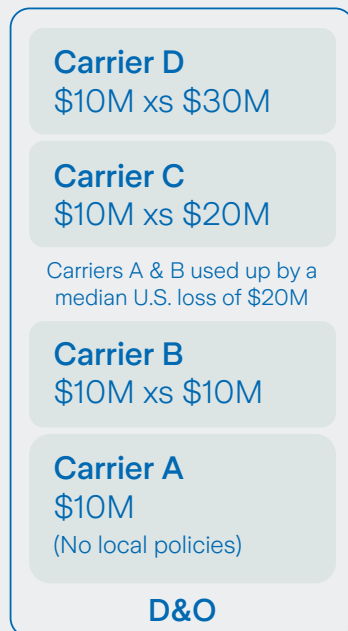 Carrier D
$10M xs $30M
Carrier C
$10M xs $20M
Carriers A & B used up by a
median U.S. loss of $20M
Carrier B
$10M xs $10M
Carrier A
$10M
(No local policies)
D&O